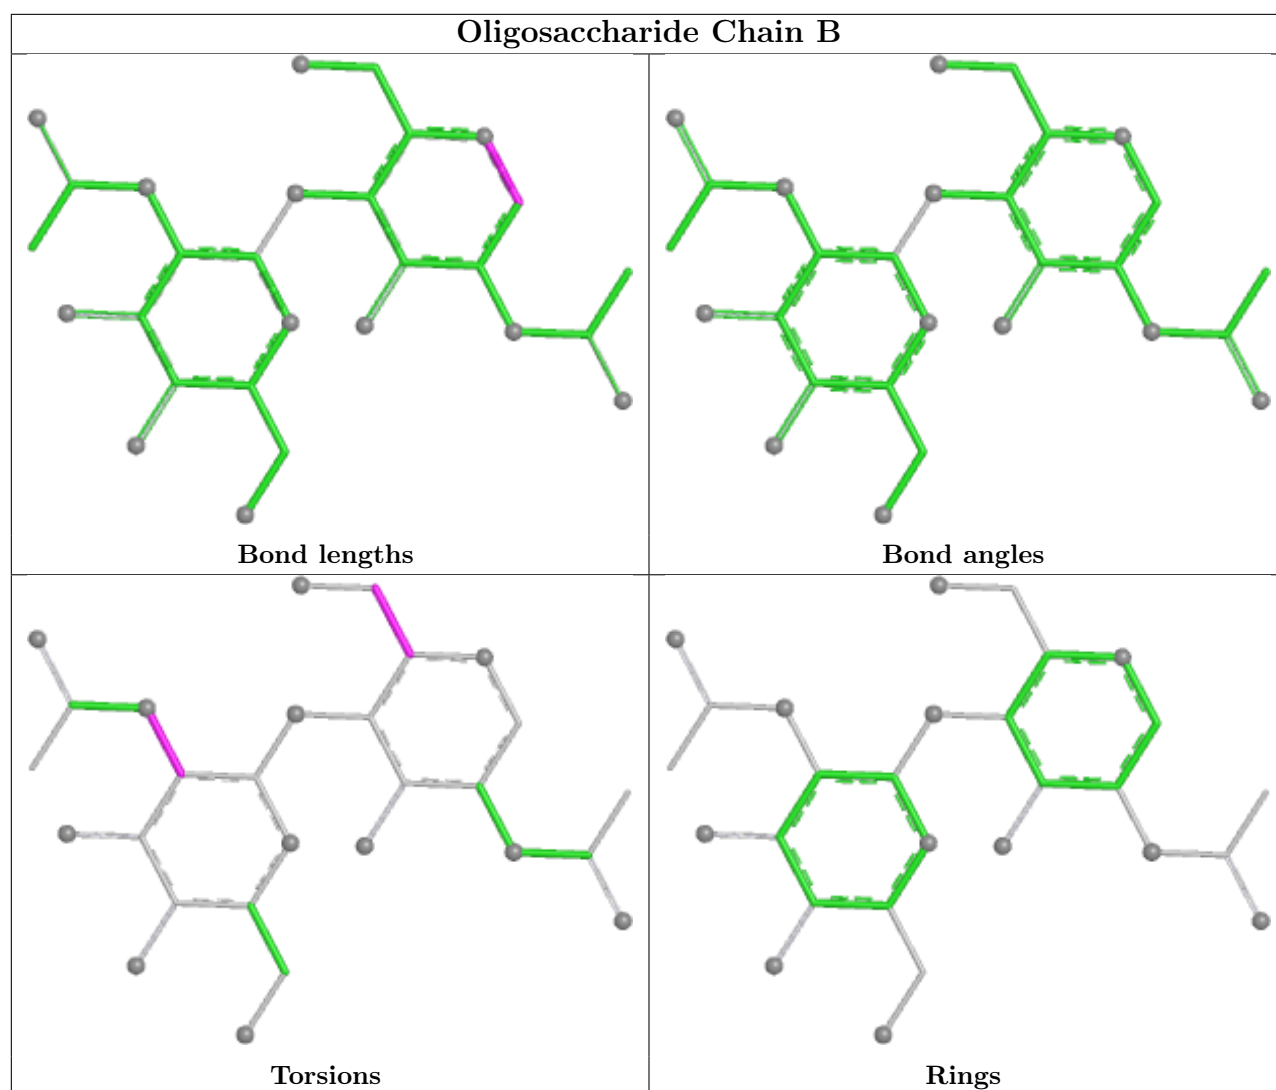 Oligosaccharide Chain B
Bond lengths
Bond angles
Torsions
Rings